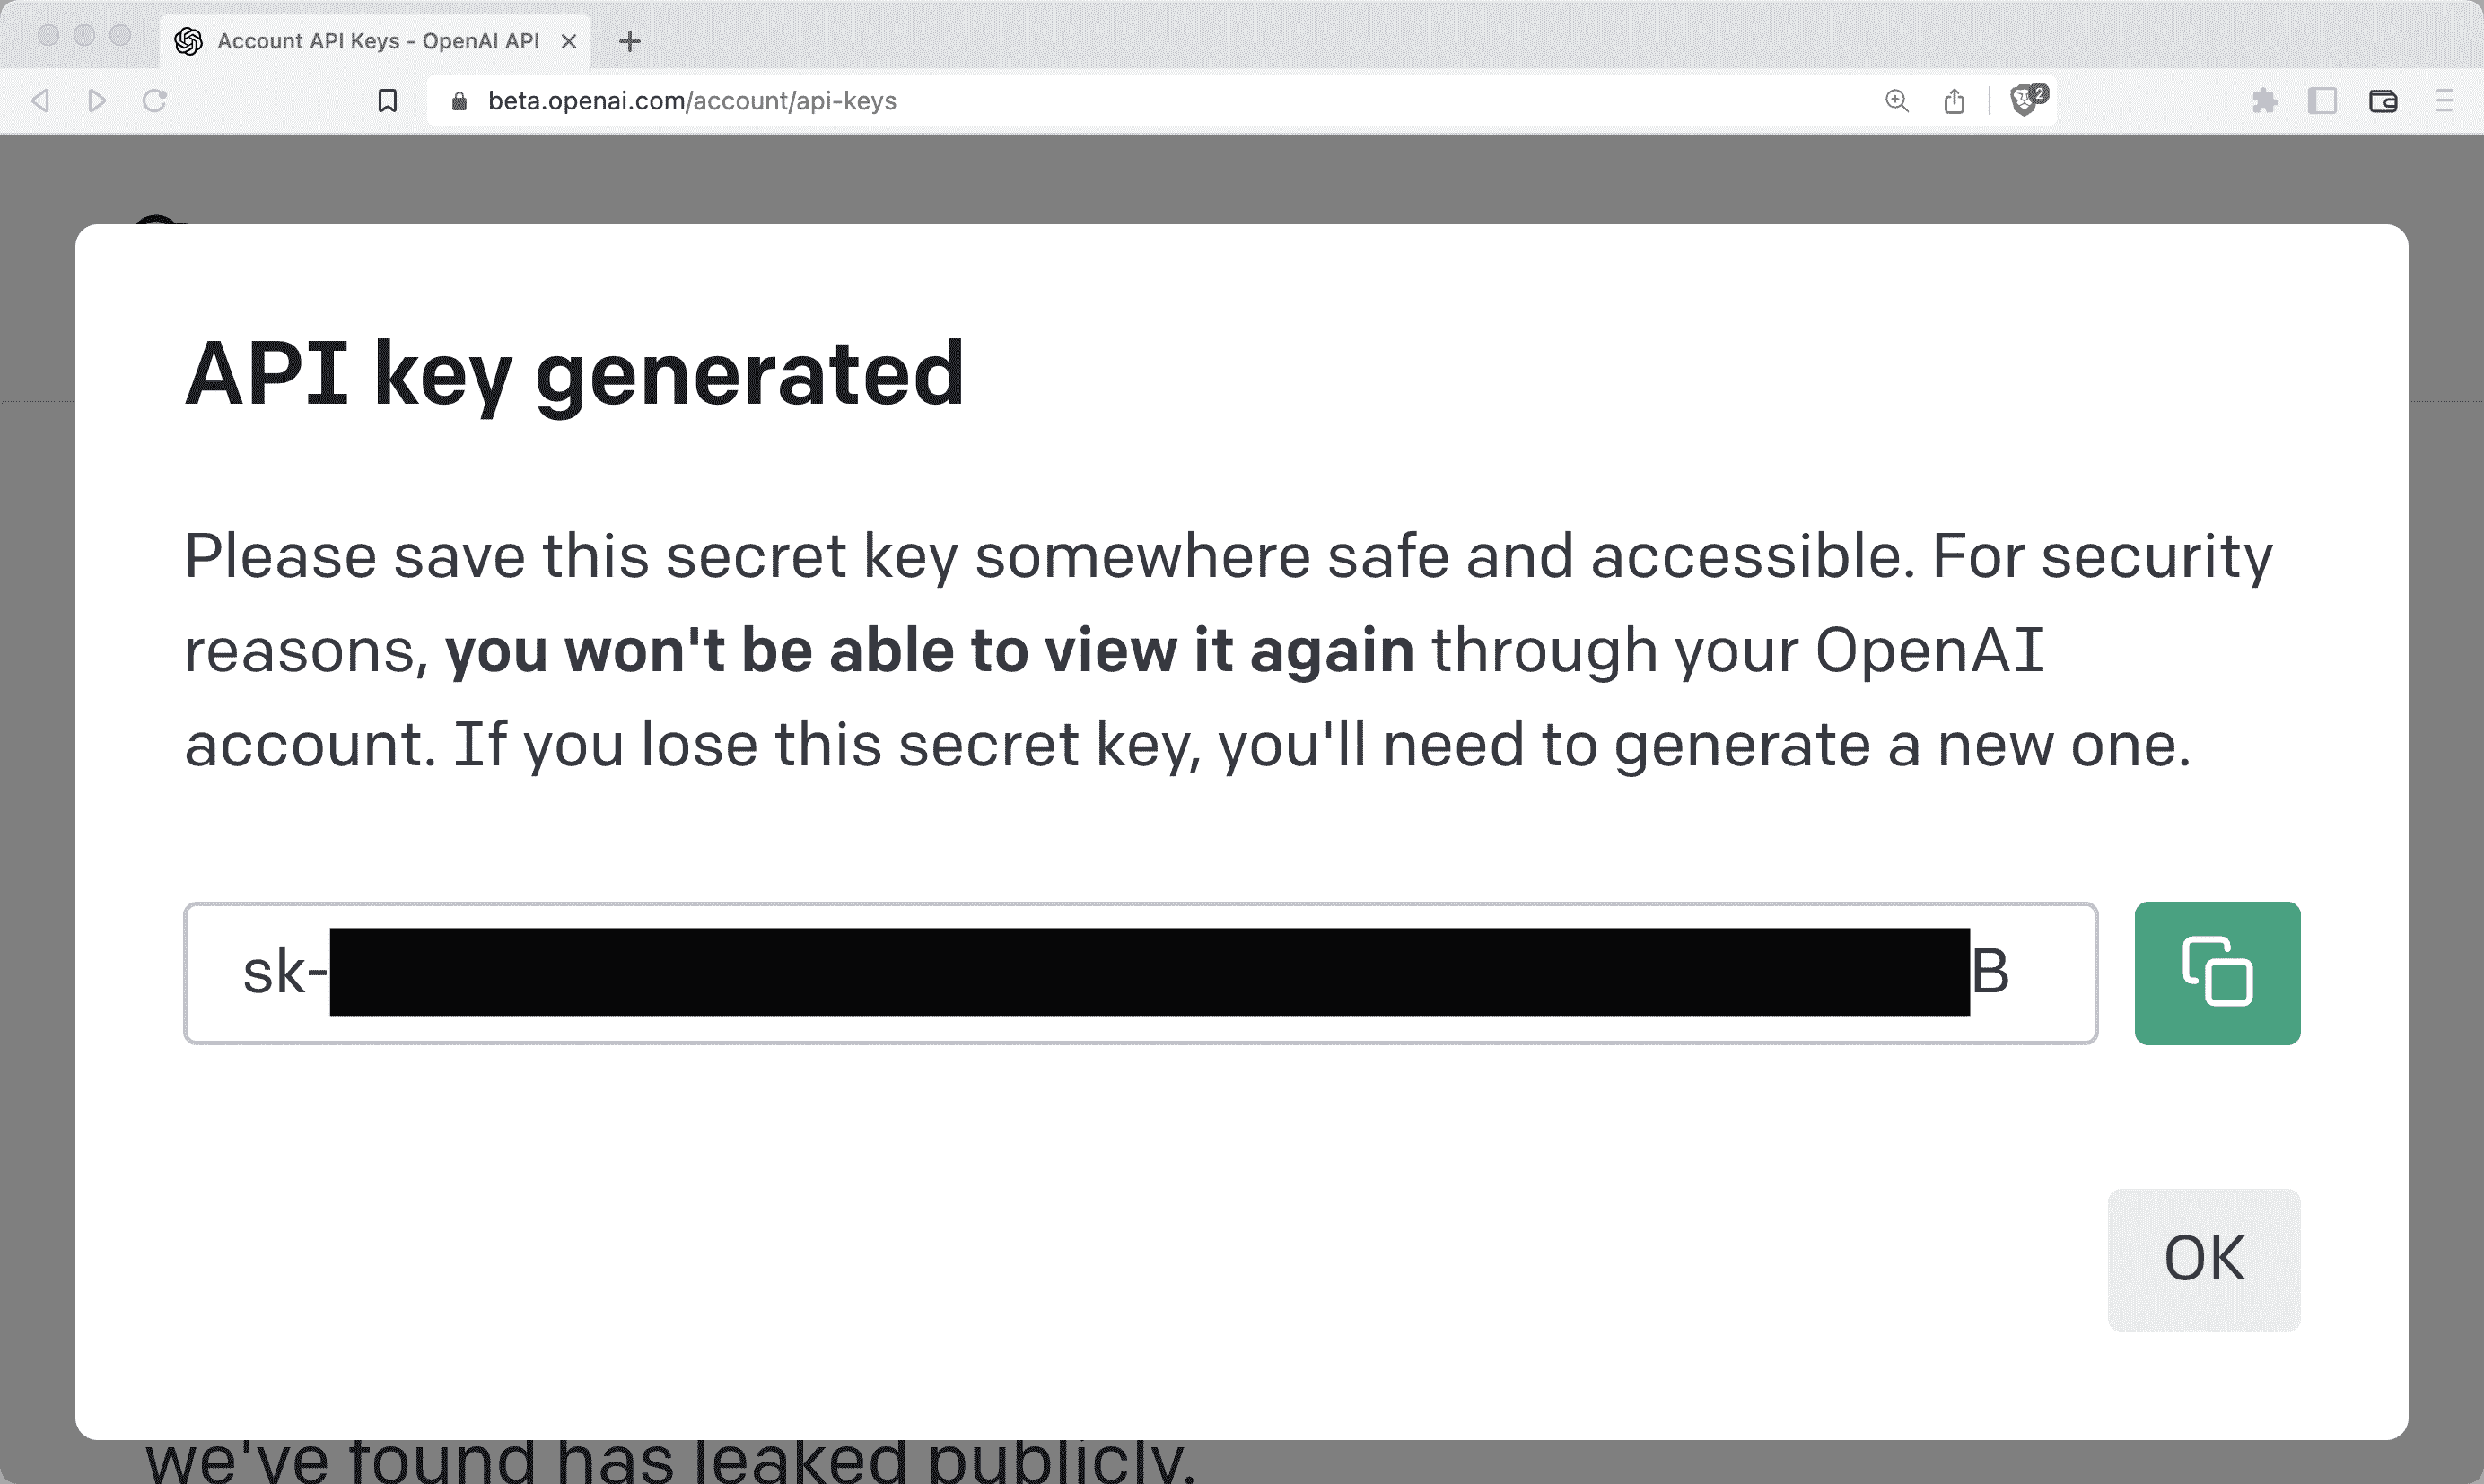 Account API Keys - OpenAI API
beta.openai.com/account/api-keys
2
API key generated
Please save this secret key somewhere safe and accessible. For security
reasons, you won't be able to view it again through your OpenAI
account. If you lose this secret key, you'll need to generate a new one.
sk-
B
OK
we've found has leaked publicly.